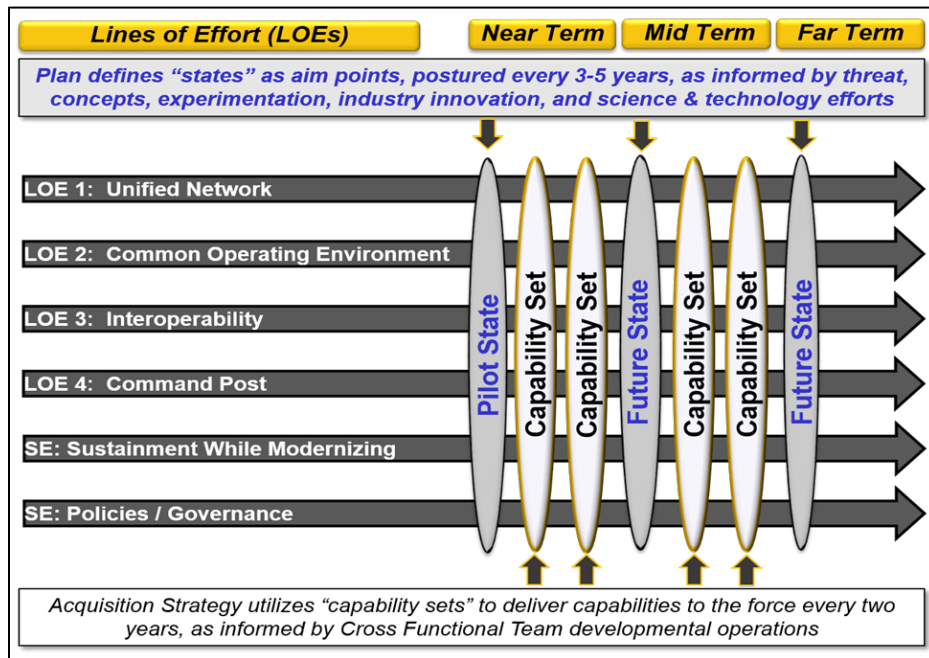 Lines of Effort (LOEs)
Near Term
Mid Term
Far Term
Plan defines “states” as aim points, postured every 3-5 years, as informed by threat,
concepts, experimentation, industry innovation, and science & technology efforts
LOE 1:  Unified Network
LOE 2:  Common Operating Environment
LOE 3:  Interoperability
LOE 4:  Command Post
SE: Sustainment While Modernizing
SE: Policies / Governance
Pilot State
Capability Set
Capability Set
Future State
Capability Set
Capability Set
Future State
Acquisition Strategy utilizes “capability sets” to deliver capabilities to the force every two
years, as informed by Cross Functional Team developmental operations